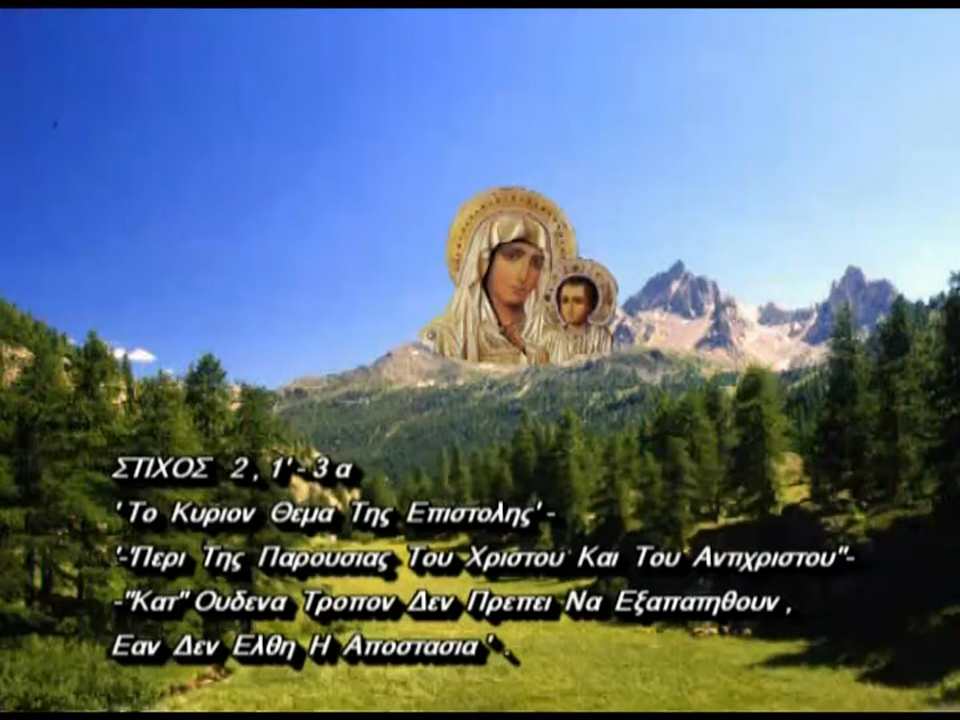 ΣΤΙΧΟΣ 2 , 1' - 3 α
' Το Κυριον Θεμα Της Επιστολης' -
'-'Περι Της Παρουσιας Του Χριστου Και Του Αντιχριστου"-
-"Κατ" Ουδενα Τροπον Δεν Πρεπει Να Εξαπατηθουν ,
Εαν Δεν Ελθη Η Αποστασια ' .